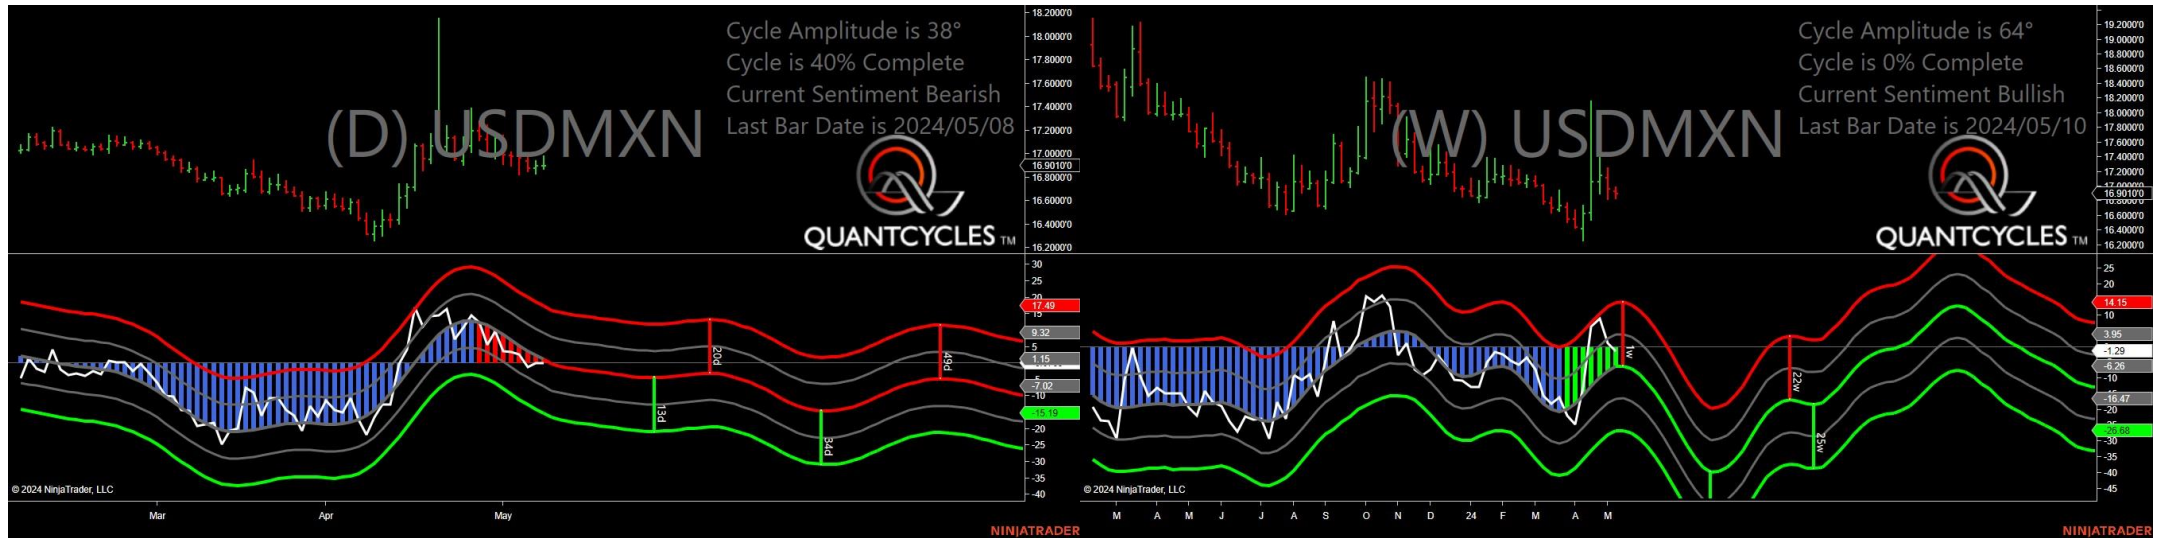 Cycle Amplitude is 38°
Cycle is 40% Complete
Current Sentiment Bearish
Last Bar Date is 2024/05/08
(D) USDMXN
QUANTCYCLES TM
18.2000'0
18.0000'0
17.8000'0
17.6000'0
17.4000'0
17.2000'0
17.0000'0
16.9010'0
16.8000'0
16.6000'0
16.4000'0
16.2000'0
30
25
20
17.49
15
9.32
5
1.15
-5
-7.02
-10
-15.19
-20
-25
-30
-35
-40
13d
20d
34d
49d
© 2024 NinjaTrader, LLC
Mar
Apr
May
NINJATRADER
Cycle Amplitude is 64°
Cycle is 0% Complete
Current Sentiment Bullish
Last Bar Date is 2024/05/10
(W) USDMXN
QUANTCYCLES TM
19.2000'0
19.0000'0
18.8000'0
18.6000'0
18.4000'0
18.2000'0
18.0000'0
17.8000'0
17.6000'0
17.4000'0
17.2000'0
17.0000'0
16.9010'0
16.8000'0
16.6000'0
16.4000'0
16.2000'0
25
20
14.15
10
3.95
-1.29
-6.26
-10
-16.47
-20
-26.68
-30
-35
-40
-45
1w
22w
25w
© 2024 NinjaTrader, LLC
M
A
M
J
J
A
S
O
N
D
24
F
M
A
M
NINJATRADER